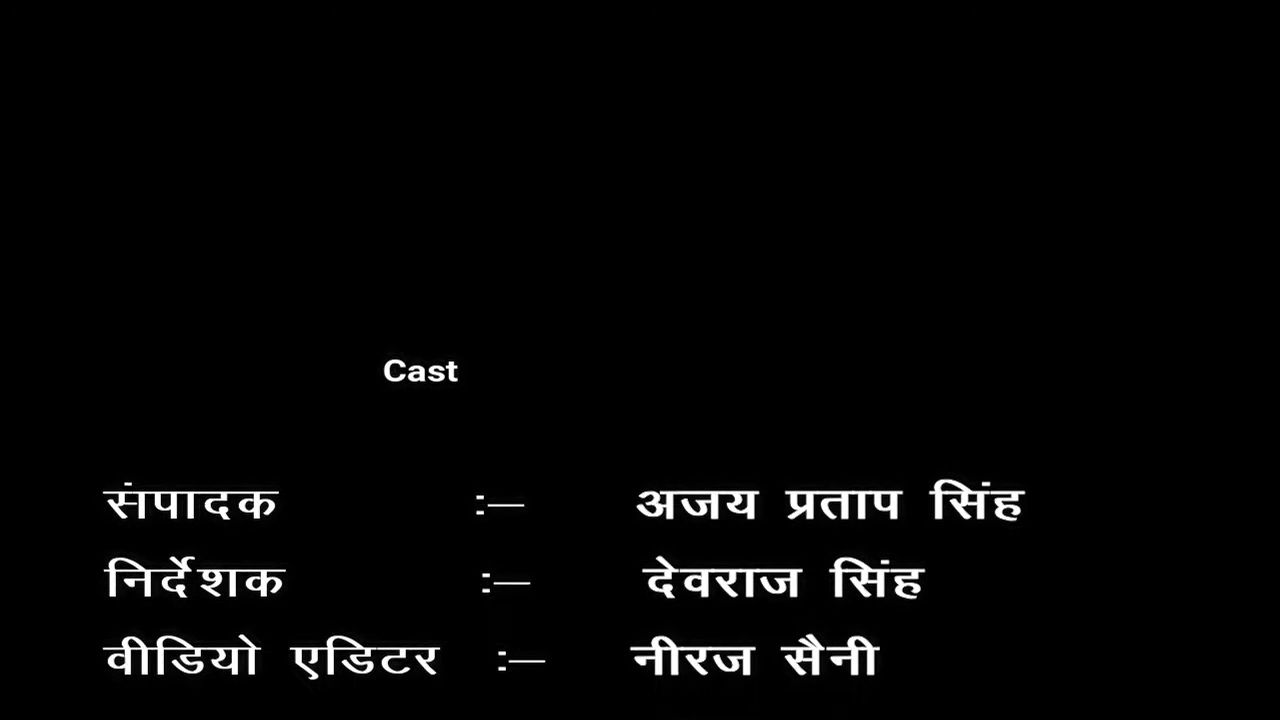 Cast
संपादक :— अजय प्रताप सिंह
निर्देशक :— देवराज सिंह
वीडियो एडिटर :— नीरज सैनी